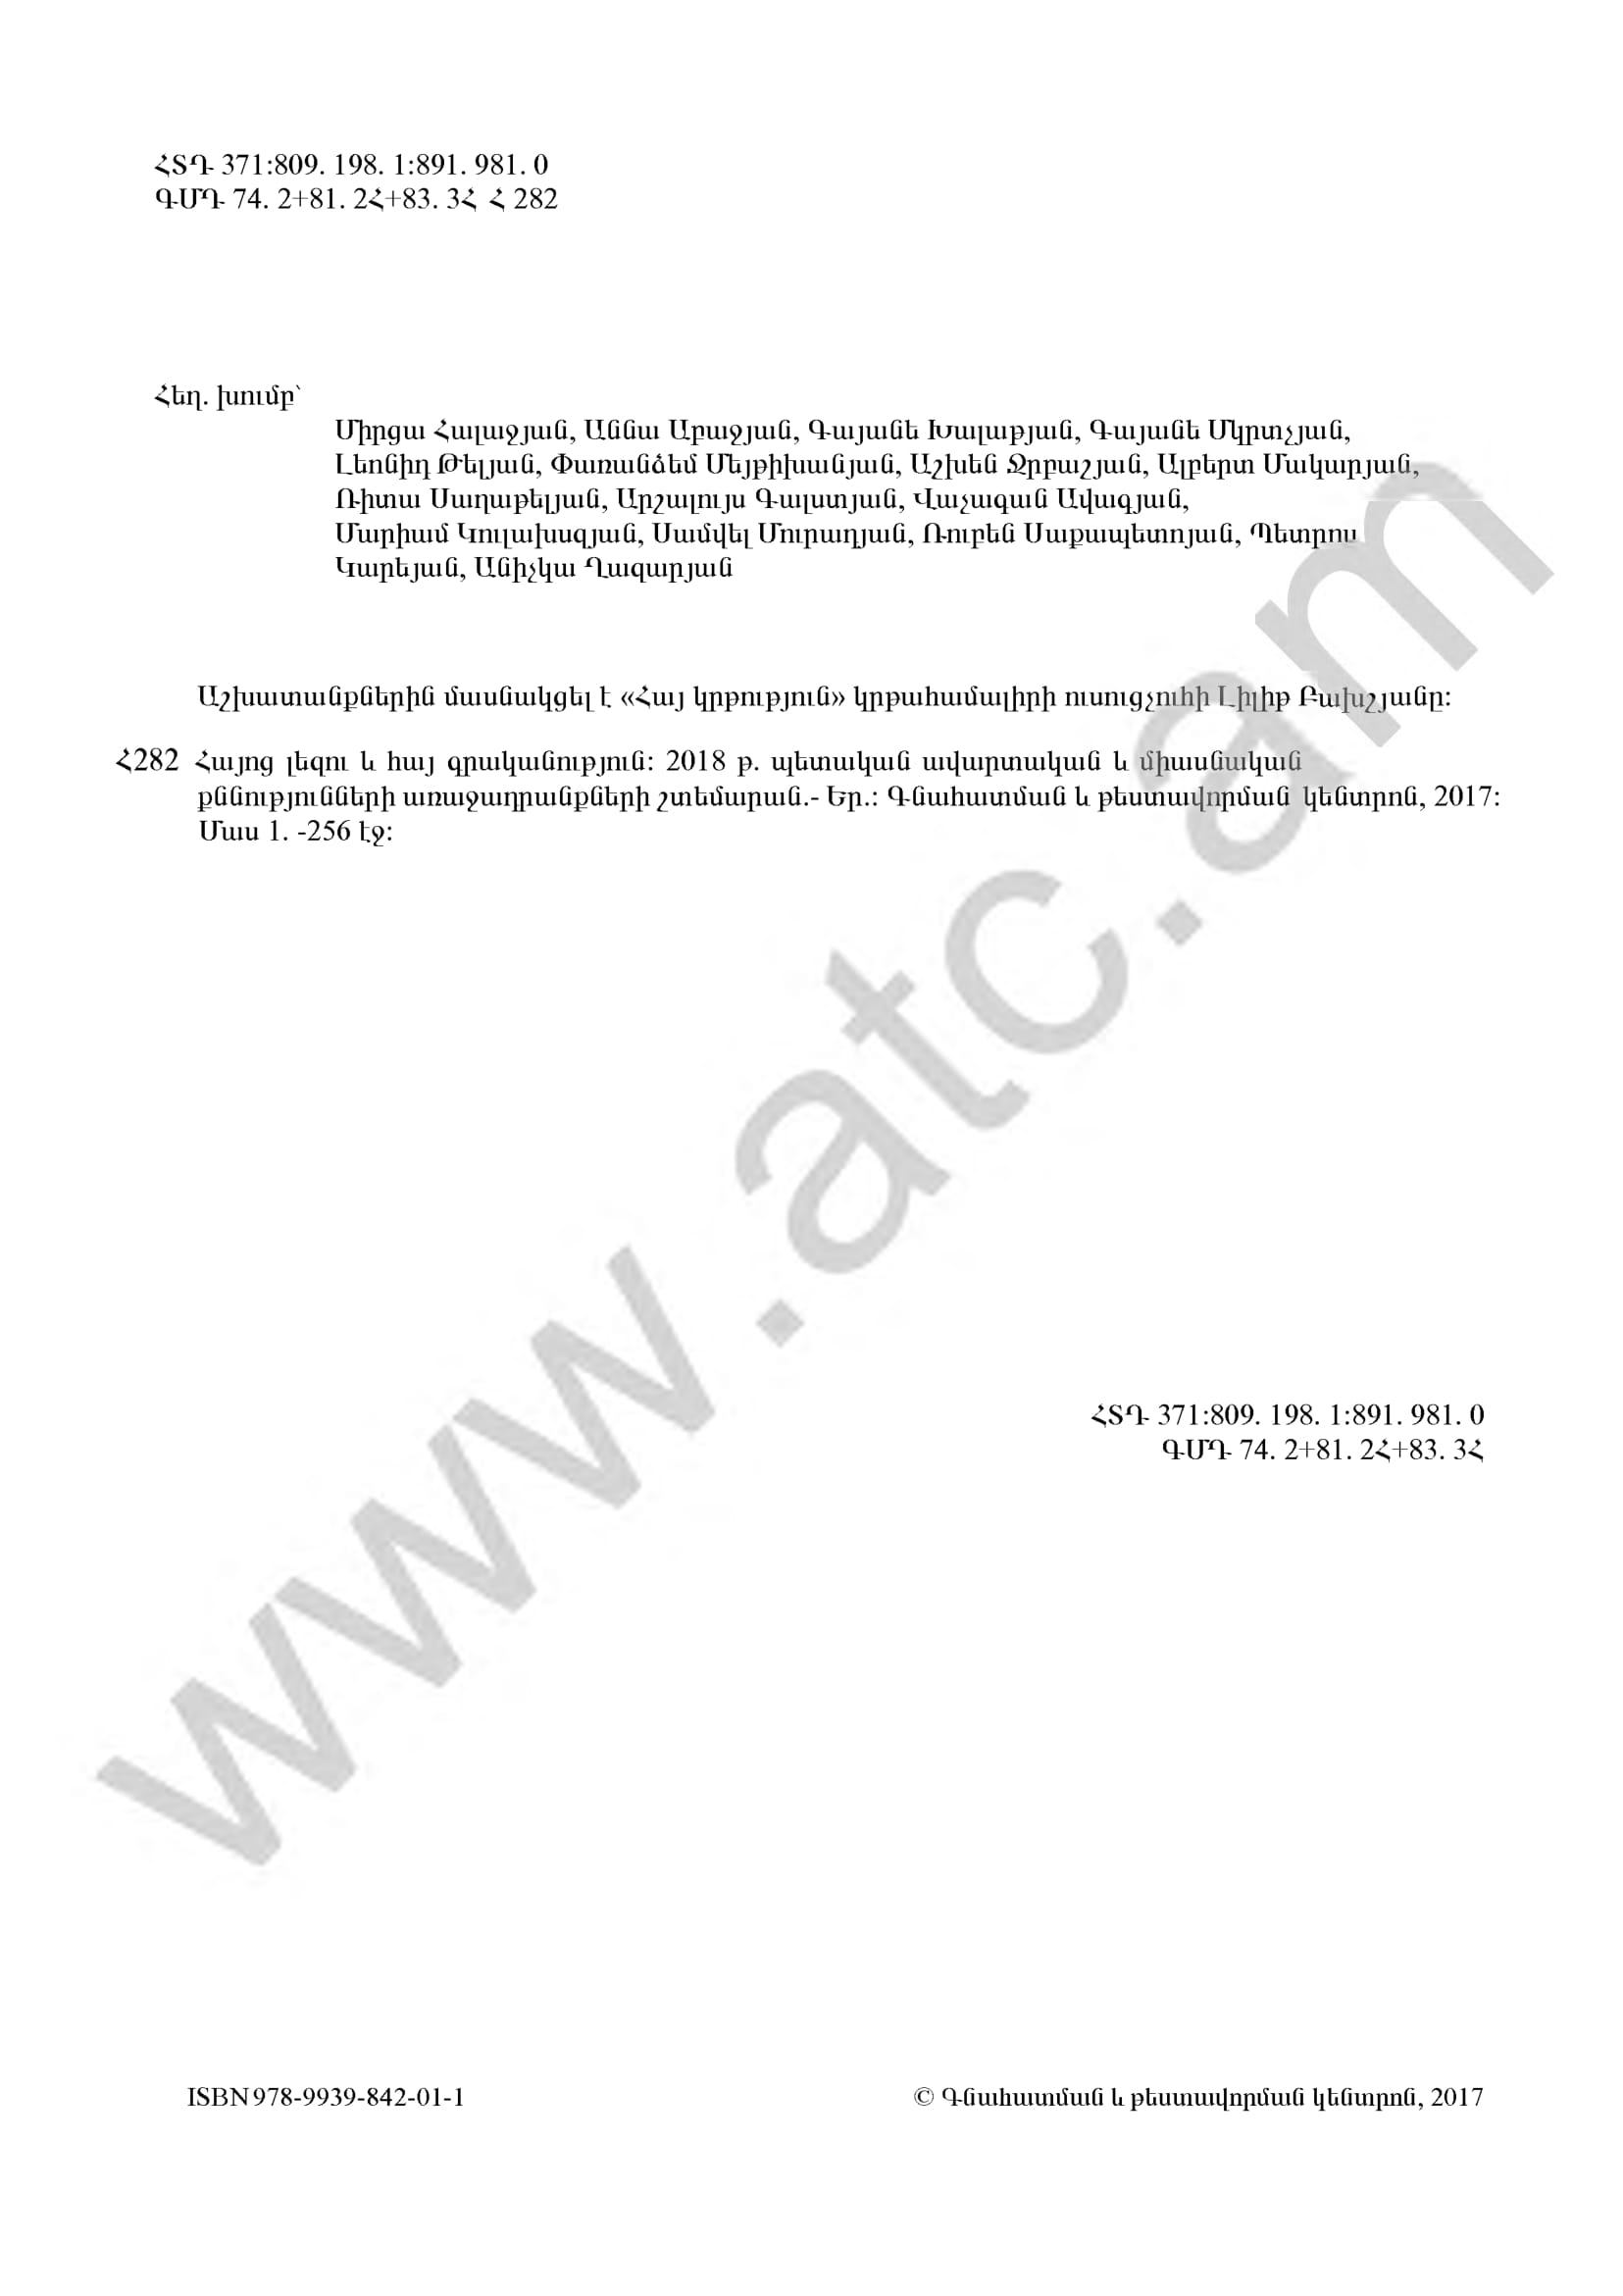 ՀՏԴ 371:809. 198. 1:891. 981. 0
ԳՄԴ 74. 2+81. 2Հ+83. 3Հ Հ 282
Հեղ. խումբ՝
Միրցա Հալաջյան, Աննա Աբաջյան, Գայանե Խալաթյան, Գայանե Մկրտչյան,
Լեոնիդ Թելյան, Փառանձեմ Մեյթիխանյան, Աշխեն Ջրբաշյան, Ալբերտ Մակարյան,
Ռիտա Սաղաթելյան, Արշալույս Գալստյան, Վաչագան Ավագյան,
Մարիամ Կուլախսզյան, Սամվել Մուրադյան, Ռուբեն Սաքապետոյան, Պետրոս
Կարեյան, Անիչկա Ղազարյան
Աշխատանքներին մասնակցել է «Հայ կրթություն» կրթահամալիրի ուսուցչուհի Լիլիթ Բախշյանը:
Հ282 Հայոց լեզու և հայ գրականություն: 2018 թ. պետական ավարտական և միասնական
քննությունների առաջադրանքների շտեմարան.- Եր.: Գնահատման և թեստավորման կենտրոն, 2017:
Մաս 1. -256 էջ:
www.atc.am
ՀՏԴ 371:809. 198. 1:891. 981. 0
ԳՄԴ 74. 2+81. 2Հ+83. 3Հ
ISBN 978-9939-842-01-1
© Գնահատման և թեստավորման կենտրոն, 2017